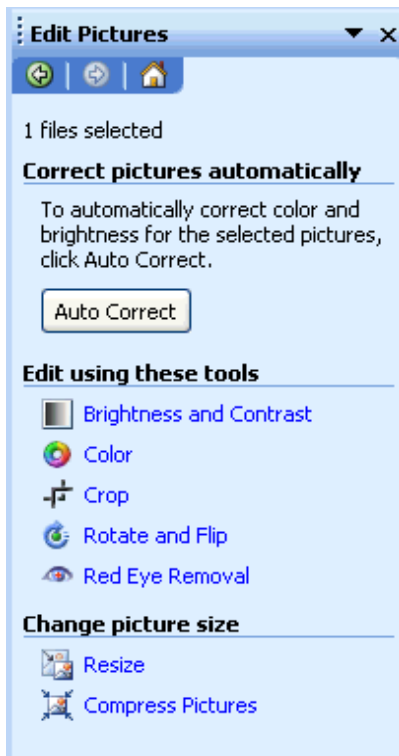 Edit Pictures
1 files selected
Correct pictures automatically
To automatically correct color and
brightness for the selected pictures,
click Auto Correct.
Auto Correct
Edit using these tools
Brightness and Contrast
Color
Crop
Rotate and Flip
Red Eye Removal
Change picture size
Resize
Compress Pictures